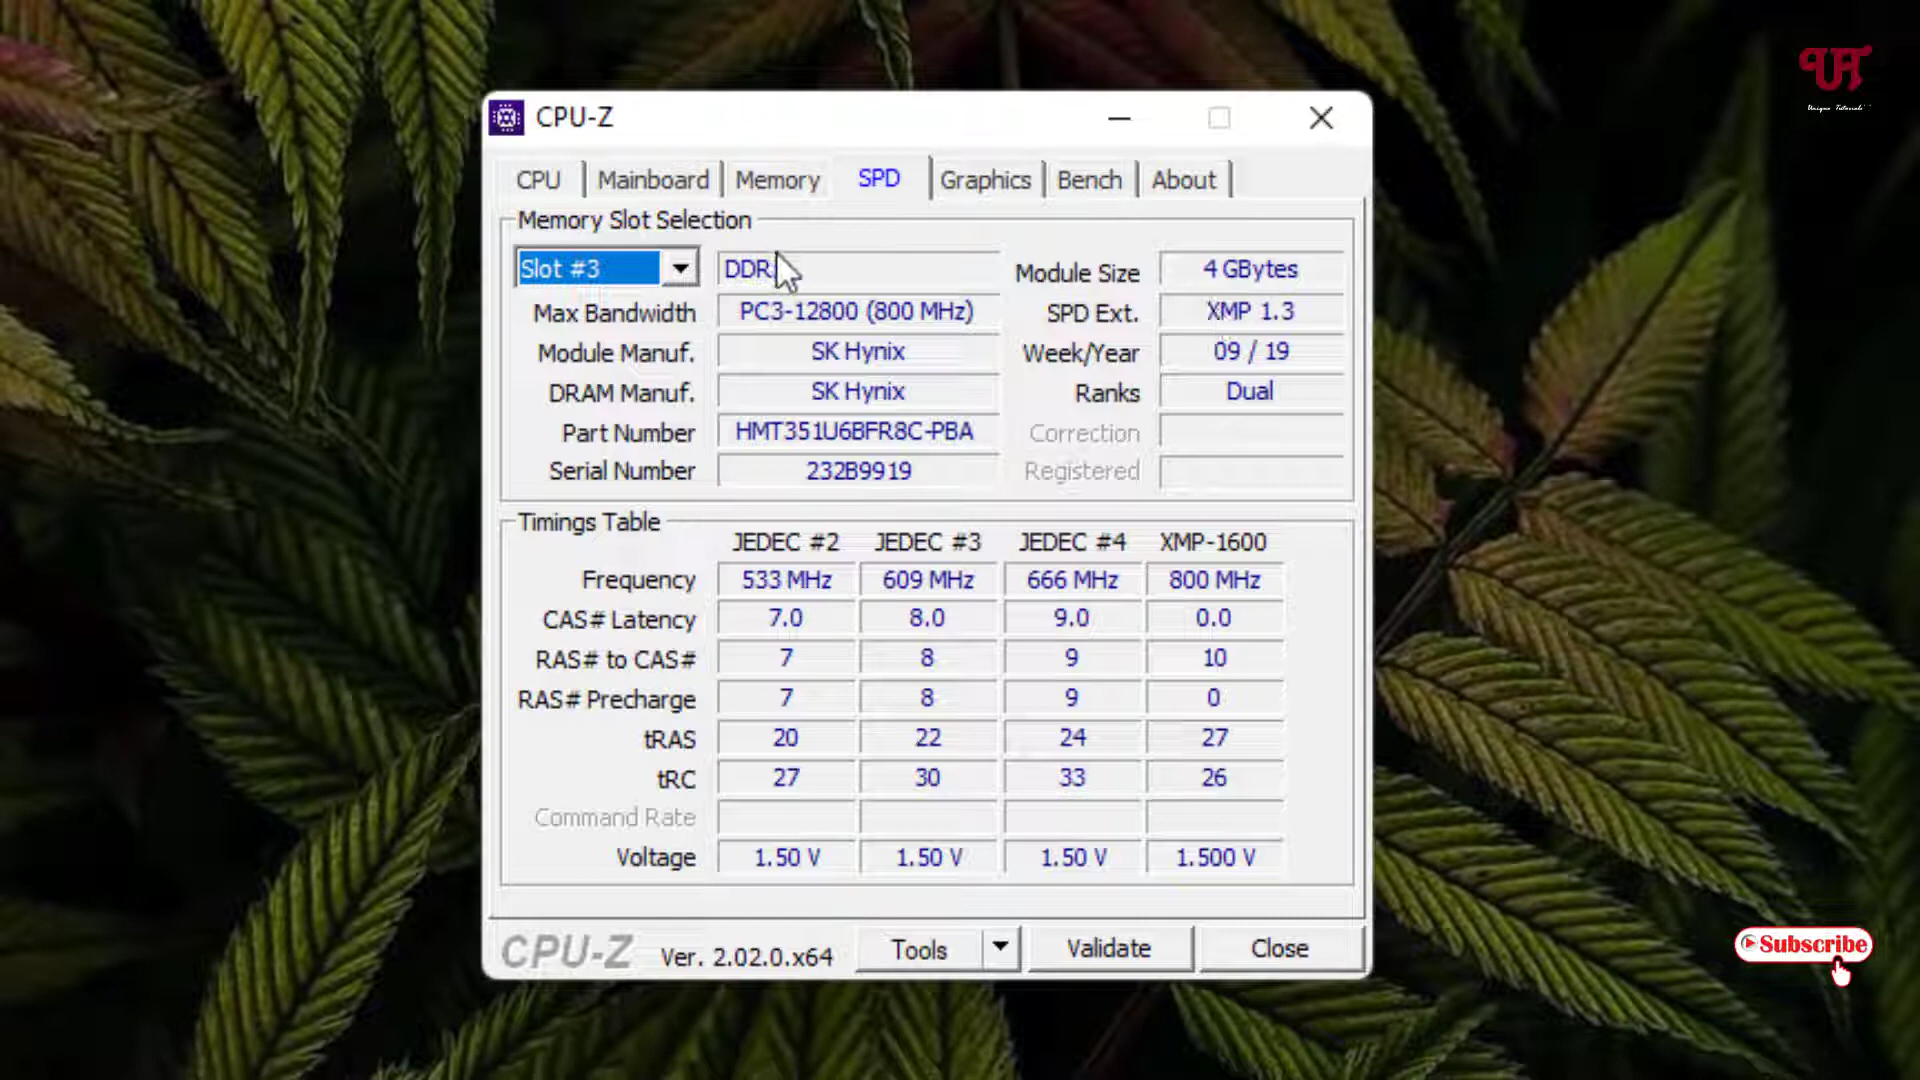 CPU-Z
CPU Mainboard Memory SPD Graphics Bench About
Memory Slot Selection
Slot #3 DDR Module Size 4 GBytes
Max Bandwidth PC3-12800 (800 MHz) SPD Ext. XMP 1.3
Module Manuf. SK Hynix Week/Year 09 / 19
DRAM Manuf. SK Hynix Ranks Dual
Part Number HMT351U6BFR8C-PBA Correction
Serial Number 232B9919 Registered
Timings Table
JEDEC #2 JEDEC #3 JEDEC #4 XMP-1600
Frequency 533 MHz 609 MHz 666 MHz 800 MHz
CAS# Latency 7.0 8.0 9.0 0.0
RAS# to CAS# 7 8 9 10
RAS# Precharge 7 8 9 0
tRAS 20 22 24 27
tRC 27 30 33 26
Command Rate
Voltage 1.50 V 1.50 V 1.50 V 1.500 V
CPU-Z Ver. 2.02.0.x64 Tools Validate Close
UT
Unique Tutorials
Subscribe